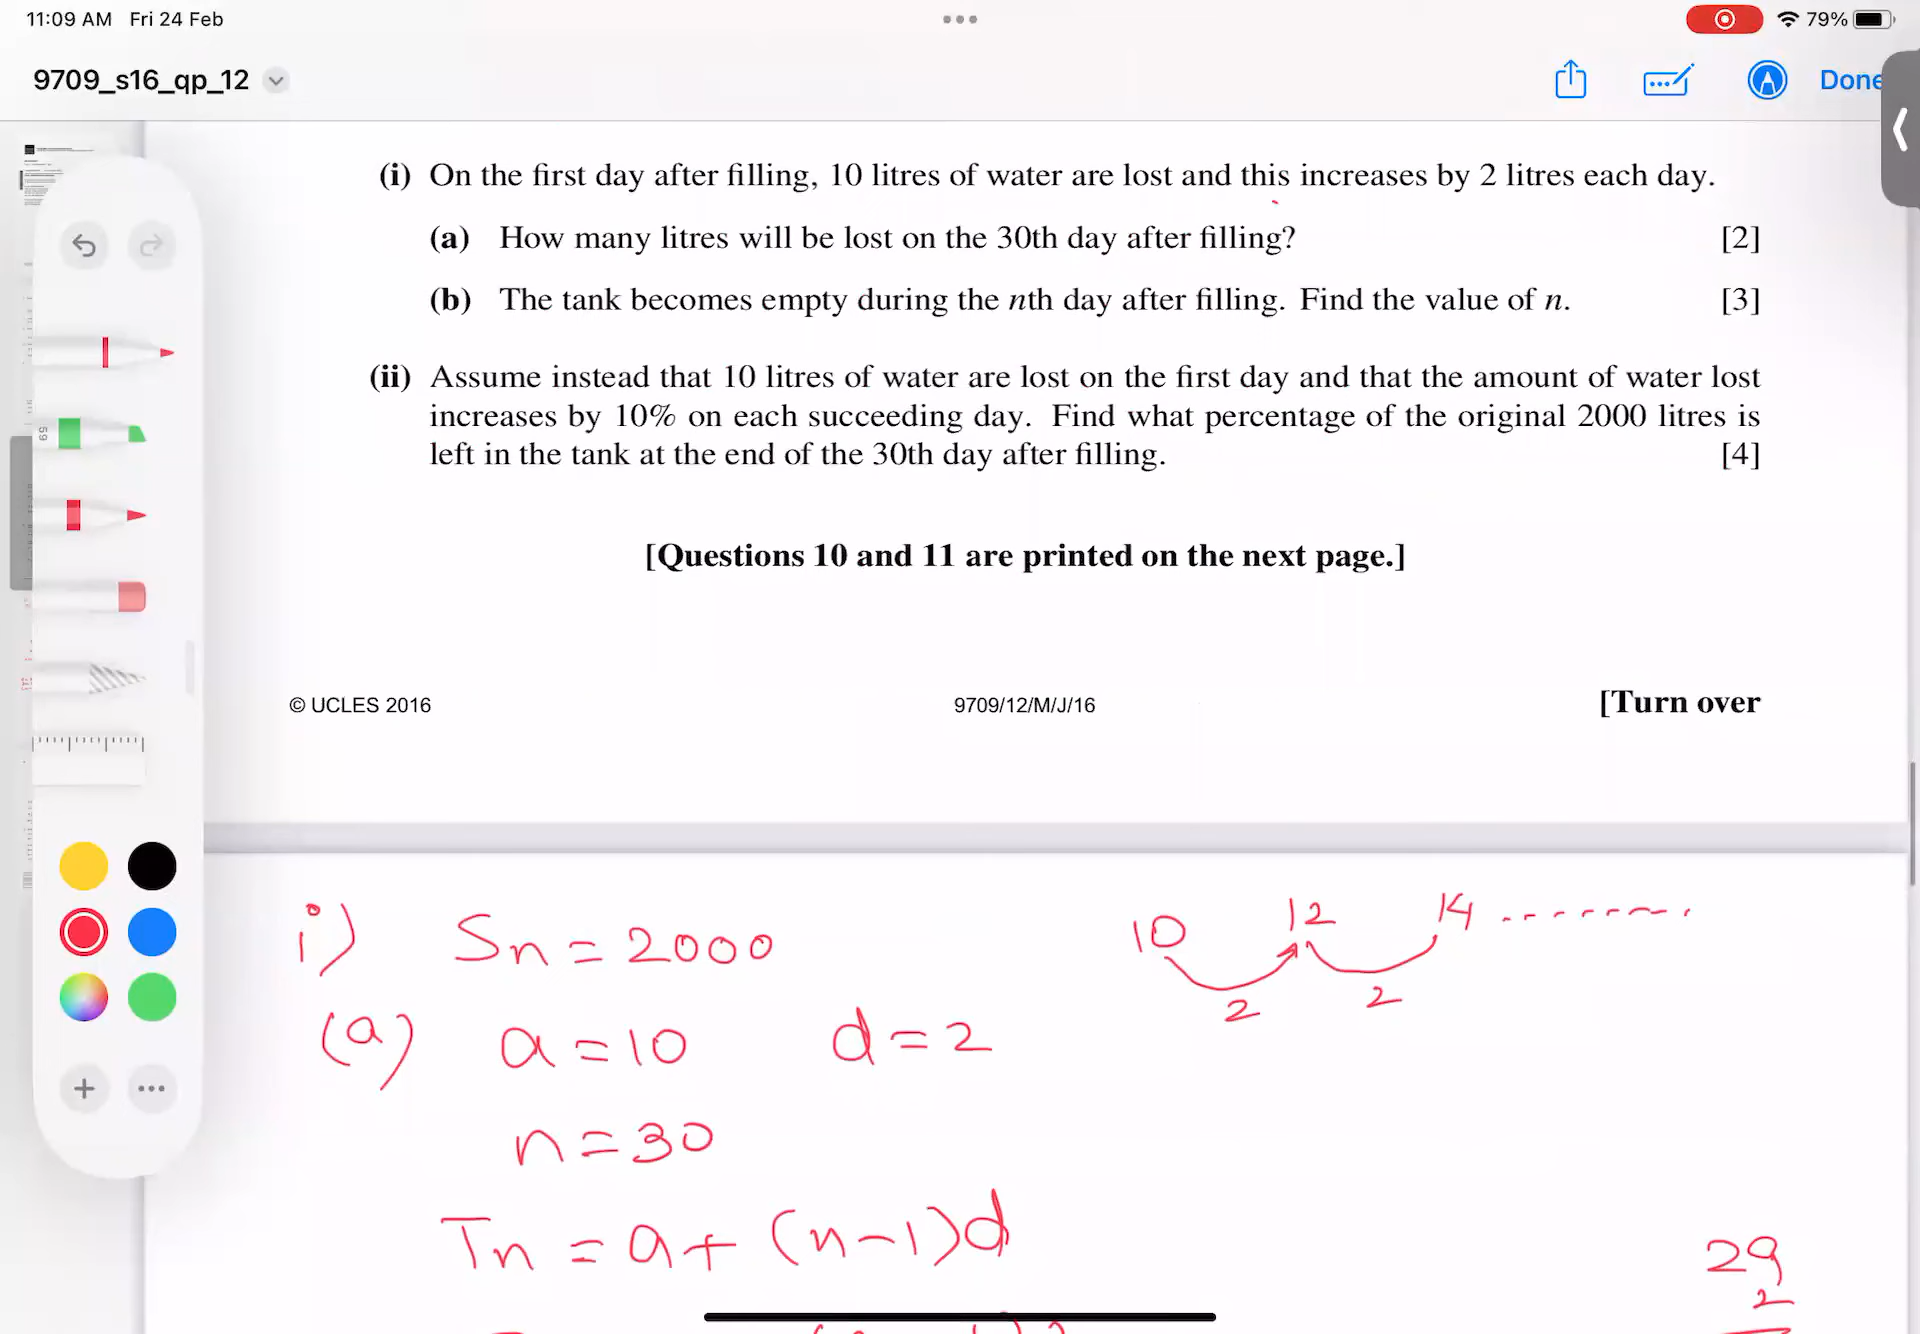 11:09 AM Fri 24 Feb
79%
9709_s16_qp_12
Done
(i) On the first day after filling, 10 litres of water are lost and this increases by 2 litres each day.
(a) How many litres will be lost on the 30th day after filling? [2]
(b) The tank becomes empty during the nth day after filling. Find the value of n. [3]
(ii) Assume instead that 10 litres of water are lost on the first day and that the amount of water lost
increases by 10% on each succeeding day. Find what percentage of the original 2000 litres is
left in the tank at the end of the 30th day after filling. [4]
[Questions 10 and 11 are printed on the next page.]
© UCLES 2016 9709/12/M/J/16 [Turn over
i) Sn = 2000 10 12 14 ........
2 2
(a) a = 10 d = 2
n = 30
Tn = a + (n-1)d
29
2
59